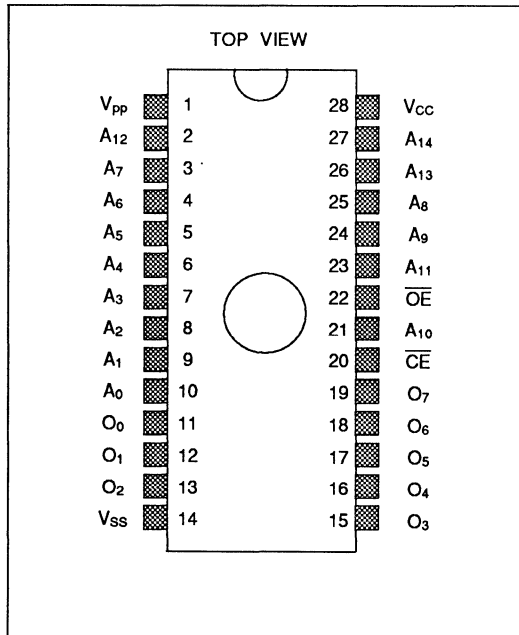 TOP VIEW
Vpp 1 28 VCC
A12 2 27 A14
A7 3 26 A13
A6 4 25 A8
A5 5 24 A9
A4 6 23 A11
A3 7 22 O̅E̅
A2 8 21 A10
A1 9 20 C̅E̅
A0 10 19 O7
O0 11 18 O6
O1 12 17 O5
O2 13 16 O4
VSS 14 15 O3